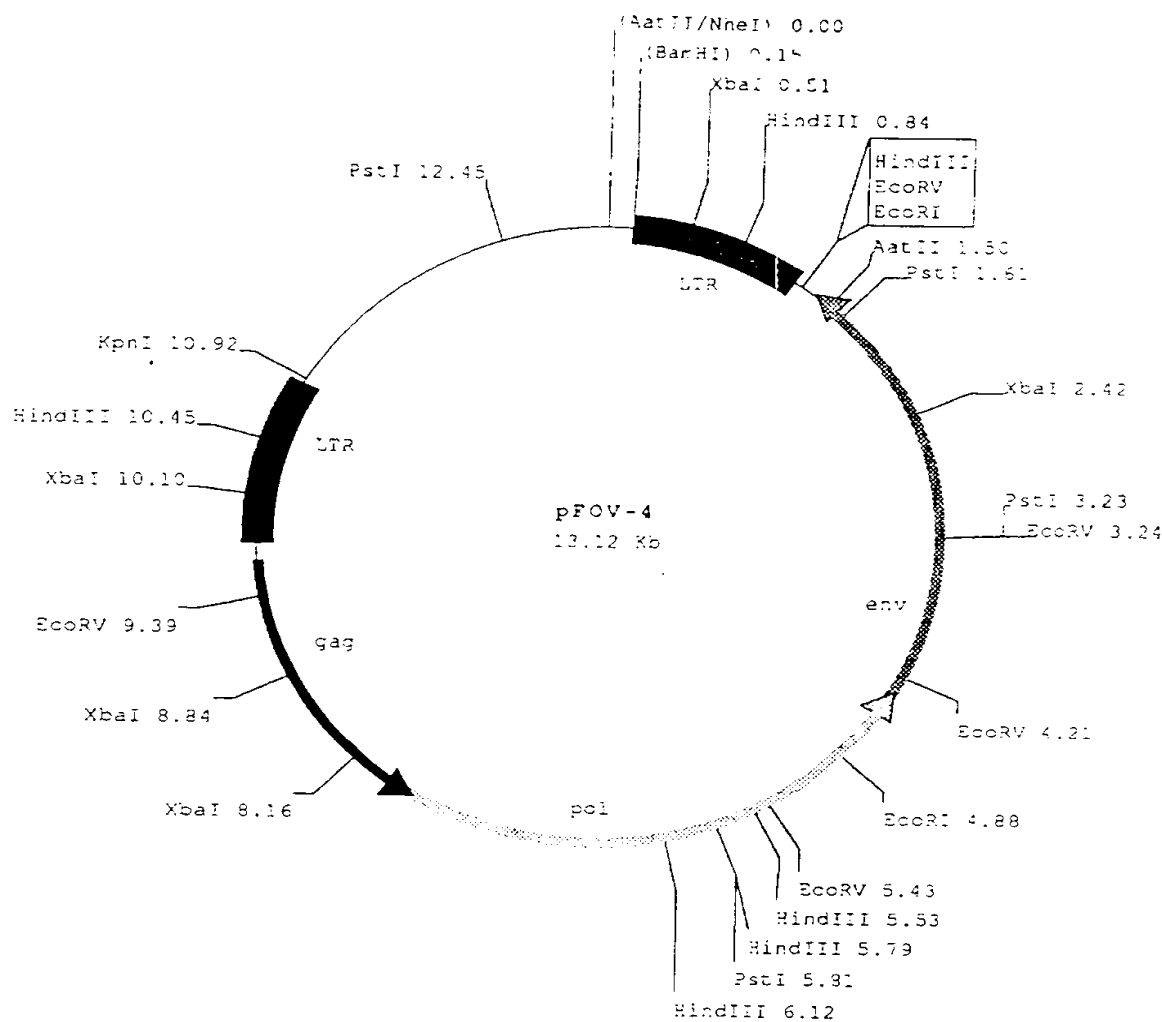 (AatII/NheI) 0.00
(BamHI) 0.15
XbaI 0.51
HindIII 0.84
HindIII
EcoRV
EcoRI
AatII 1.50
PstI 1.61
PstI 12.45
LTR
KpnI 10.92
XbaI 2.42
HindIII 10.45
LTR
XbaI 10.10
pFOV-4
13.12 Kb
PstI 3.23
EcoRV 3.24
env
EcoRV 9.39
gag
XbaI 8.84
EcoRV 4.21
XbaI 8.16
pol
EcoRI 4.88
EcoRV 5.43
HindIII 5.53
HindIII 5.79
PstI 5.81
HindIII 6.12